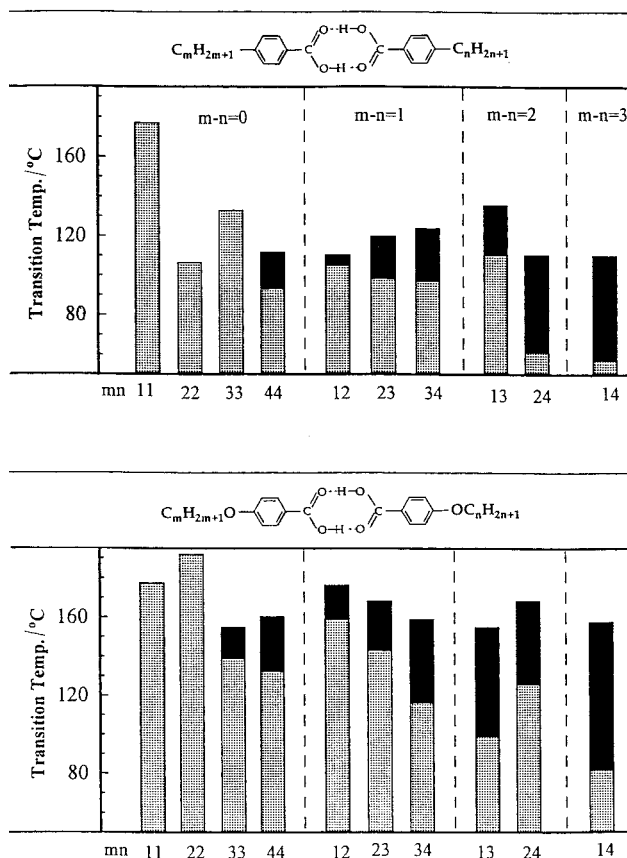 CₘH₂ₘ₊₁ C O··H-O O-H··O C CₙH₂ₙ₊₁
m-n=0 m-n=1 m-n=2 m-n=3
Transition Temp./°C
160
120
80
mn 11 22 33 44 12 23 34 13 24 14
CₘH₂ₘ₊₁O C O··H-O O-H··O C OCₙH₂ₙ₊₁
Transition Temp./°C
160
120
80
mn 11 22 33 44 12 23 34 13 24 14